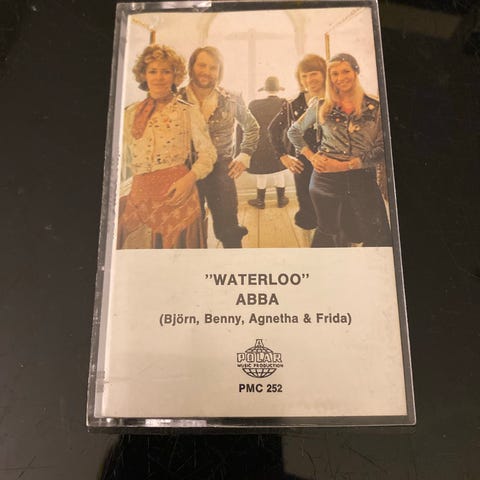 "WATERLOO"
ABBA
(Björn, Benny, Agnetha & Frida)
A
POLAR
MUSIC PRODUCTION
PMC 252